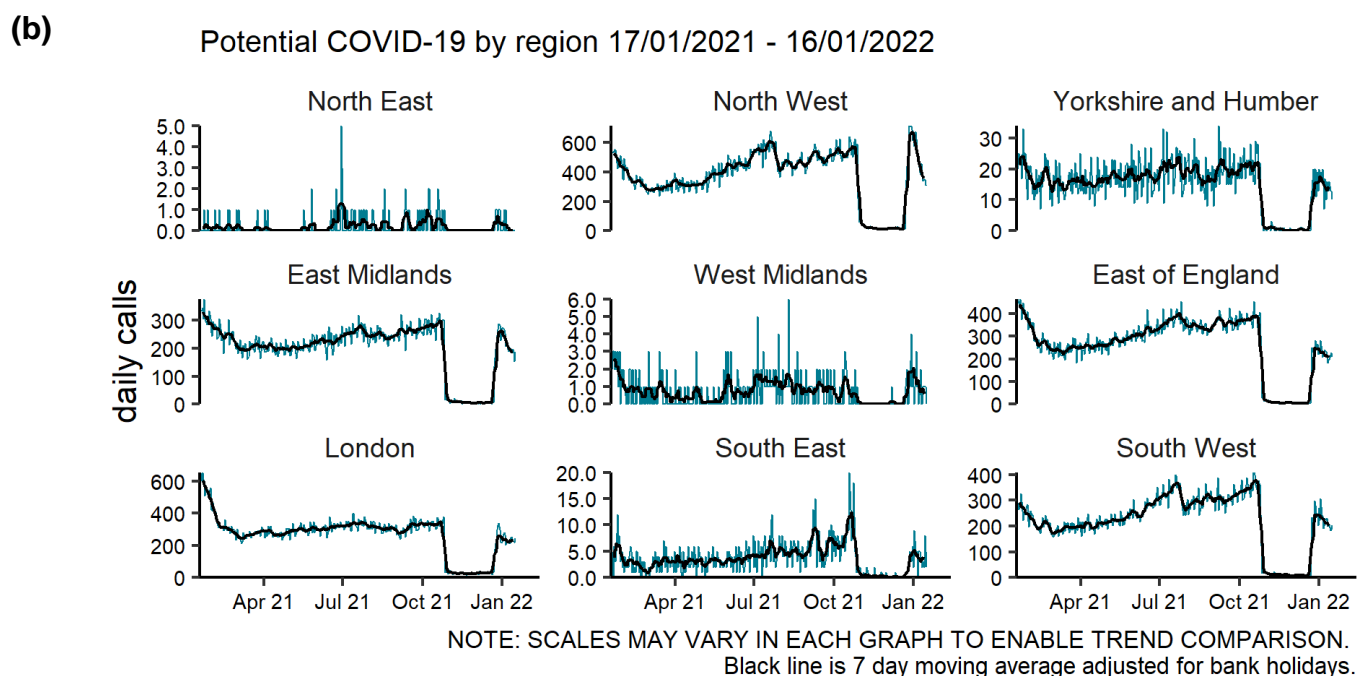 (b)
Potential COVID-19 by region 17/01/2021 - 16/01/2022
North East
North West
Yorkshire and Humber
5.0
4.0
3.0
2.0
1.0
0.0
600
400
200
0
30
20
10
0
East Midlands
West Midlands
East of England
300
200
100
0
6.0
5.0
4.0
3.0
2.0
1.0
0.0
400
300
200
100
0
daily calls
London
South East
South West
600
400
200
0
20.0
15.0
10.0
5.0
0.0
400
300
200
100
0
Apr 21 Jul 21 Oct 21 Jan 22
Apr 21 Jul 21 Oct 21 Jan 22
Apr 21 Jul 21 Oct 21 Jan 22
NOTE: SCALES MAY VARY IN EACH GRAPH TO ENABLE TREND COMPARISON.
Black line is 7 day moving average adjusted for bank holidays.